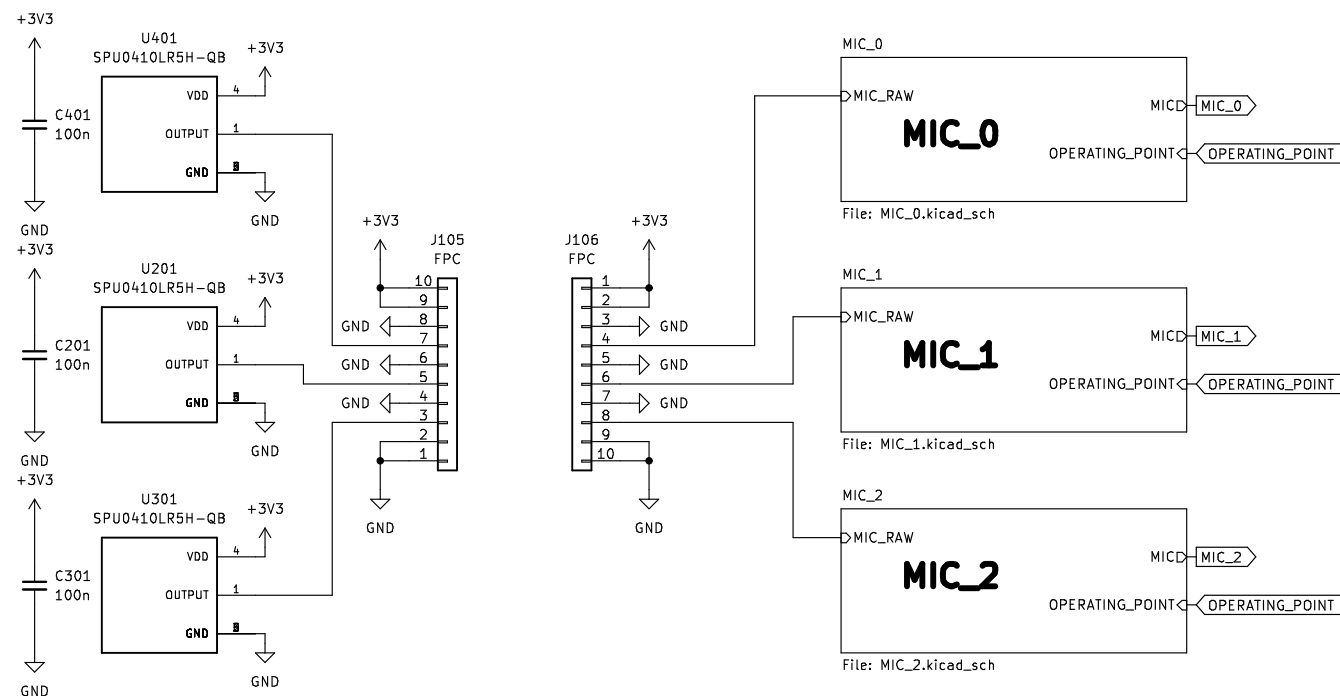 +3V3
U401
SPU0410LR5H-QB
+3V3
VDD 4
C401
100n
OUTPUT 1
GND
GND
GND
+3V3
U201
SPU0410LR5H-QB
+3V3
VDD 4
C201
100n
OUTPUT 1
GND
GND
GND
+3V3
U301
SPU0410LR5H-QB
+3V3
VDD 4
C301
100n
OUTPUT 1
GND
GND
GND
+3V3
J105
FPC
10
9
GND 8
7
GND 6
5
GND 4
3
2
1
GND
J106
FPC
+3V3
1
2
3 GND
4
5 GND
6
7 GND
8
9
10
GND
MIC_0
MIC_RAW
MIC MIC_0
MIC_0
OPERATING_POINT OPERATING_POINT
File: MIC_0.kicad_sch
MIC_1
MIC_RAW
MIC MIC_1
MIC_1
OPERATING_POINT OPERATING_POINT
File: MIC_1.kicad_sch
MIC_2
MIC_RAW
MIC MIC_2
MIC_2
OPERATING_POINT OPERATING_POINT
File: MIC_2.kicad_sch